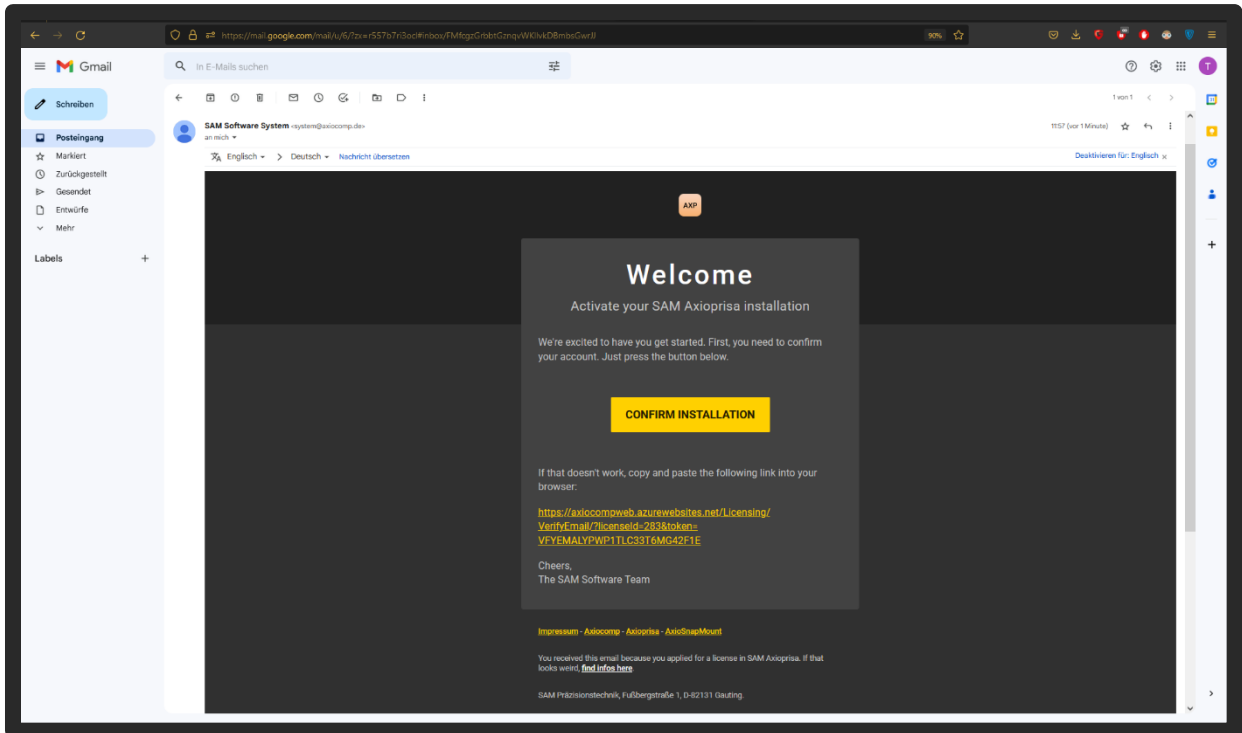 https://mail.google.com/mail/u/6/?zx=r557b7ri3ocl#inbox/FMfcgzGrbbtGznqvWKllvkDBmbsGwrJl
90%
Gmail
In E-Mails suchen
T
Schreiben
1 von 1
Posteingang
Markiert
Zurückgestellt
Gesendet
Entwürfe
Mehr
Labels
SAM Software System <system@axiocomp.de>
11:57 (vor 1 Minute)
an mich
Englisch > Deutsch Nachricht übersetzen
Deaktivieren für: Englisch x
AXP
Welcome
Activate your SAM Axioprisa installation
We're excited to have you get started. First, you need to confirm
your account. Just press the button below.
CONFIRM INSTALLATION
If that doesn't work, copy and paste the following link into your
browser:
https://axiocompweb.azurewebsites.net/Licensing/
VerifyEmail/?licenseId=283&token=
VFYEMALYPWP1TLC33T6MG42F1E
Cheers,
The SAM Software Team
Impressum - Axiocomp - Axioprisa - AxioSnapMount
You received this email because you applied for a license in SAM Axioprisa. If that
looks weird, find infos here.
SAM Präzisionstechnik, Fußbergstraße 1, D-82131 Gauting.